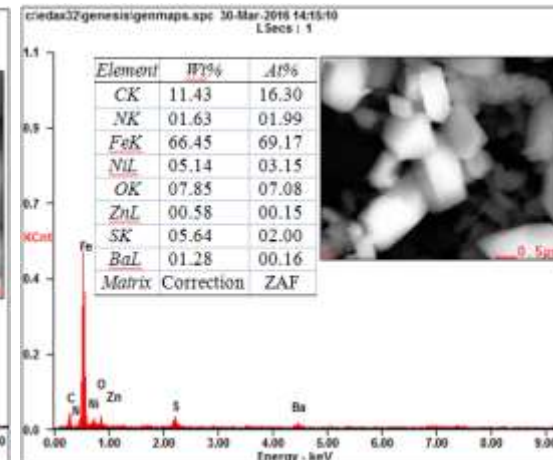 c:\edax32\genesis\genmaps.spc 30-Mar-2016 14:15:10
LSecs : 1
1.1
Element Wt% At%
CK 11.43 16.30
NK 01.63 01.99
FeK 66.45 69.17
NiL 05.14 03.15
OK 07.85 07.08
ZnL 00.58 00.15
SK 05.64 02.00
BaL 01.28 00.16
Matrix Correction ZAF
0.5µ
0.9
0.7
KCnt
Fe
0.4
0.2
C
N
Ni
O
Zn
S
Ba
0.0
0.00 1.00 2.00 3.00 4.00 5.00 6.00 7.00 8.00 9.00
Energy - keV